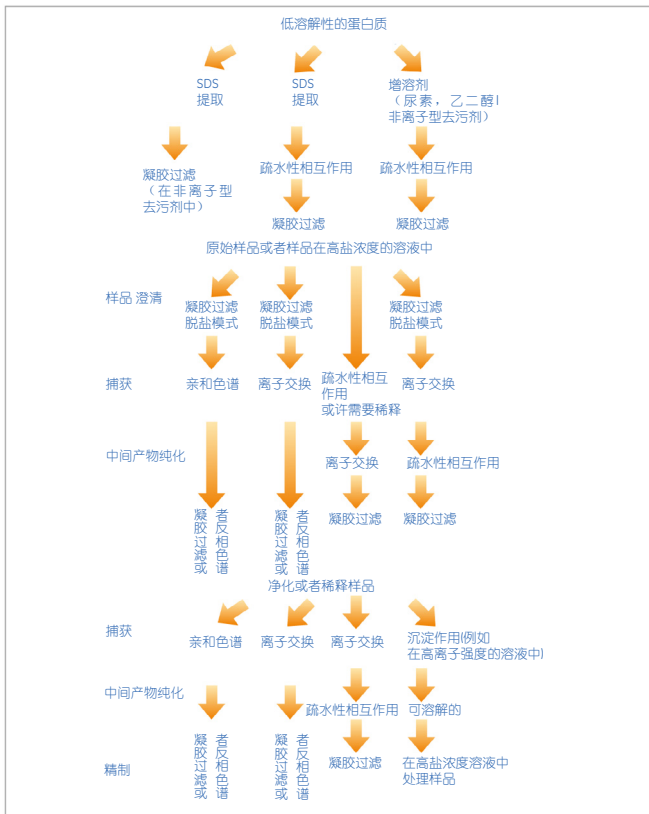 低溶解性的蛋白质
SDS
提取
SDS
提取
增溶剂
（尿素，乙二醇|
非离子型去污剂）
凝胶过滤
（在非离子型
去污剂中）
疏水性相互作用
疏水性相互作用
凝胶过滤
凝胶过滤
原始样品或者样品在高盐浓度的溶液中
样品 澄清
凝胶过滤
脱盐模式
凝胶过滤
脱盐模式
凝胶过滤
脱盐模式
捕获
亲和色谱
离子交换
疏水性相互
作用
或许需要稀释
离子交换
中间产物纯化
离子交换
疏水性相互作用
凝胶过滤或
者反相色谱
凝胶过滤或
者反相色谱
凝胶过滤
凝胶过滤
净化或者稀释样品
捕获
亲和色谱
离子交换
离子交换
沉淀作用(例如
在高离子强度的溶液中)
中间产物纯化
疏水性相互作用
可溶解的
精制
凝胶过滤或
者反相色谱
凝胶过滤或
者反相色谱
凝胶过滤
在高盐浓度溶液中
处理样品